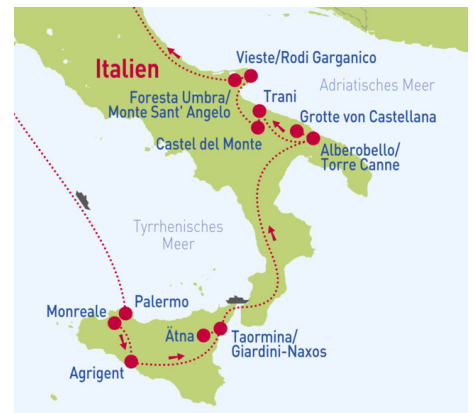 Italien
Vieste/Rodi Garganico
Adriatisches Meer
Foresta Umbra/
Monte Sant' Angelo
Trani
Grotte von Castellana
Castel del Monte
Alberobello/
Torre Canne
Tyrrhenisches
Meer
Palermo
Monreale
Ätna
Taormina/
Giardini-Naxos
Agrigent